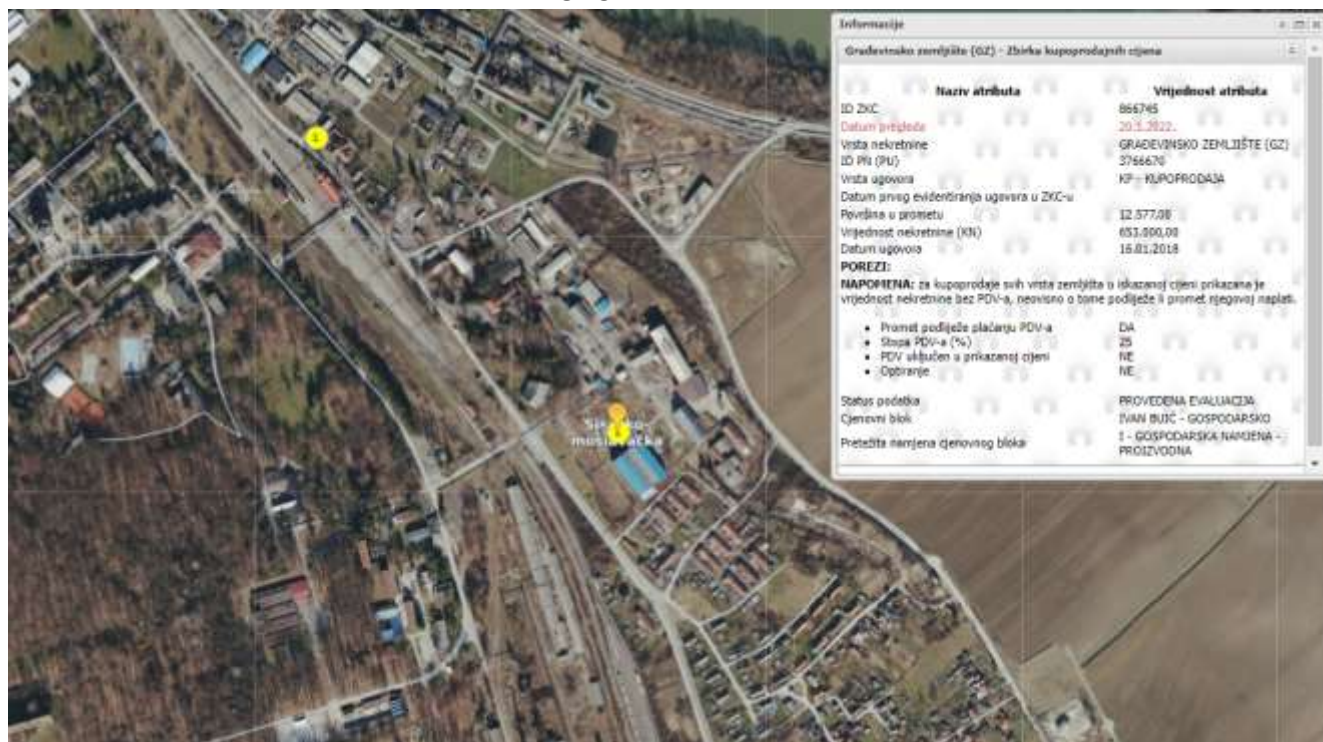 Informacije
Građevinsko zemljište (GZ) - Zbirka kupoprodajnih cijena
Naziv atributa Vrijednost atributa
ID ZKC 866745
Datum pregleda 20.5.2022.
Vrsta nekretnine GRAĐEVINSKO ZEMLJIŠTE (GZ)
ID PN (PU) 3766670
Vrsta ugovora KP - KUPOPRODAJA
Datum prvog evidentiranja ugovora u ZKC-u
Površina u prometu 12.577,00
Vrijednost nekretnine (KN) 653.000,00
Datum ugovora 16.01.2018
POREZI:
NAPOMENA: za kupoprodaje svih vrsta zemljišta u iskazanoj cijeni prikazana je
vrijednost nekretnine bez PDV-a, neovisno o tome podliježe li promet njegovoj naplati.
• Promet podliježe plaćanju PDV-a DA
• Stopa PDV-a (%) 25
• PDV uključen u prikazanoj cijeni NE
• Optiranje NE
Status podatka PROVEDENA EVALUACIJA
Cjenovni blok IVAN BUIĆ - GOSPODARSKO
Pretežita namjena cjenovnog bloka I - GOSPODARSKA NAMJENA -
PROIZVODNA
Sisačko-
moslavačka